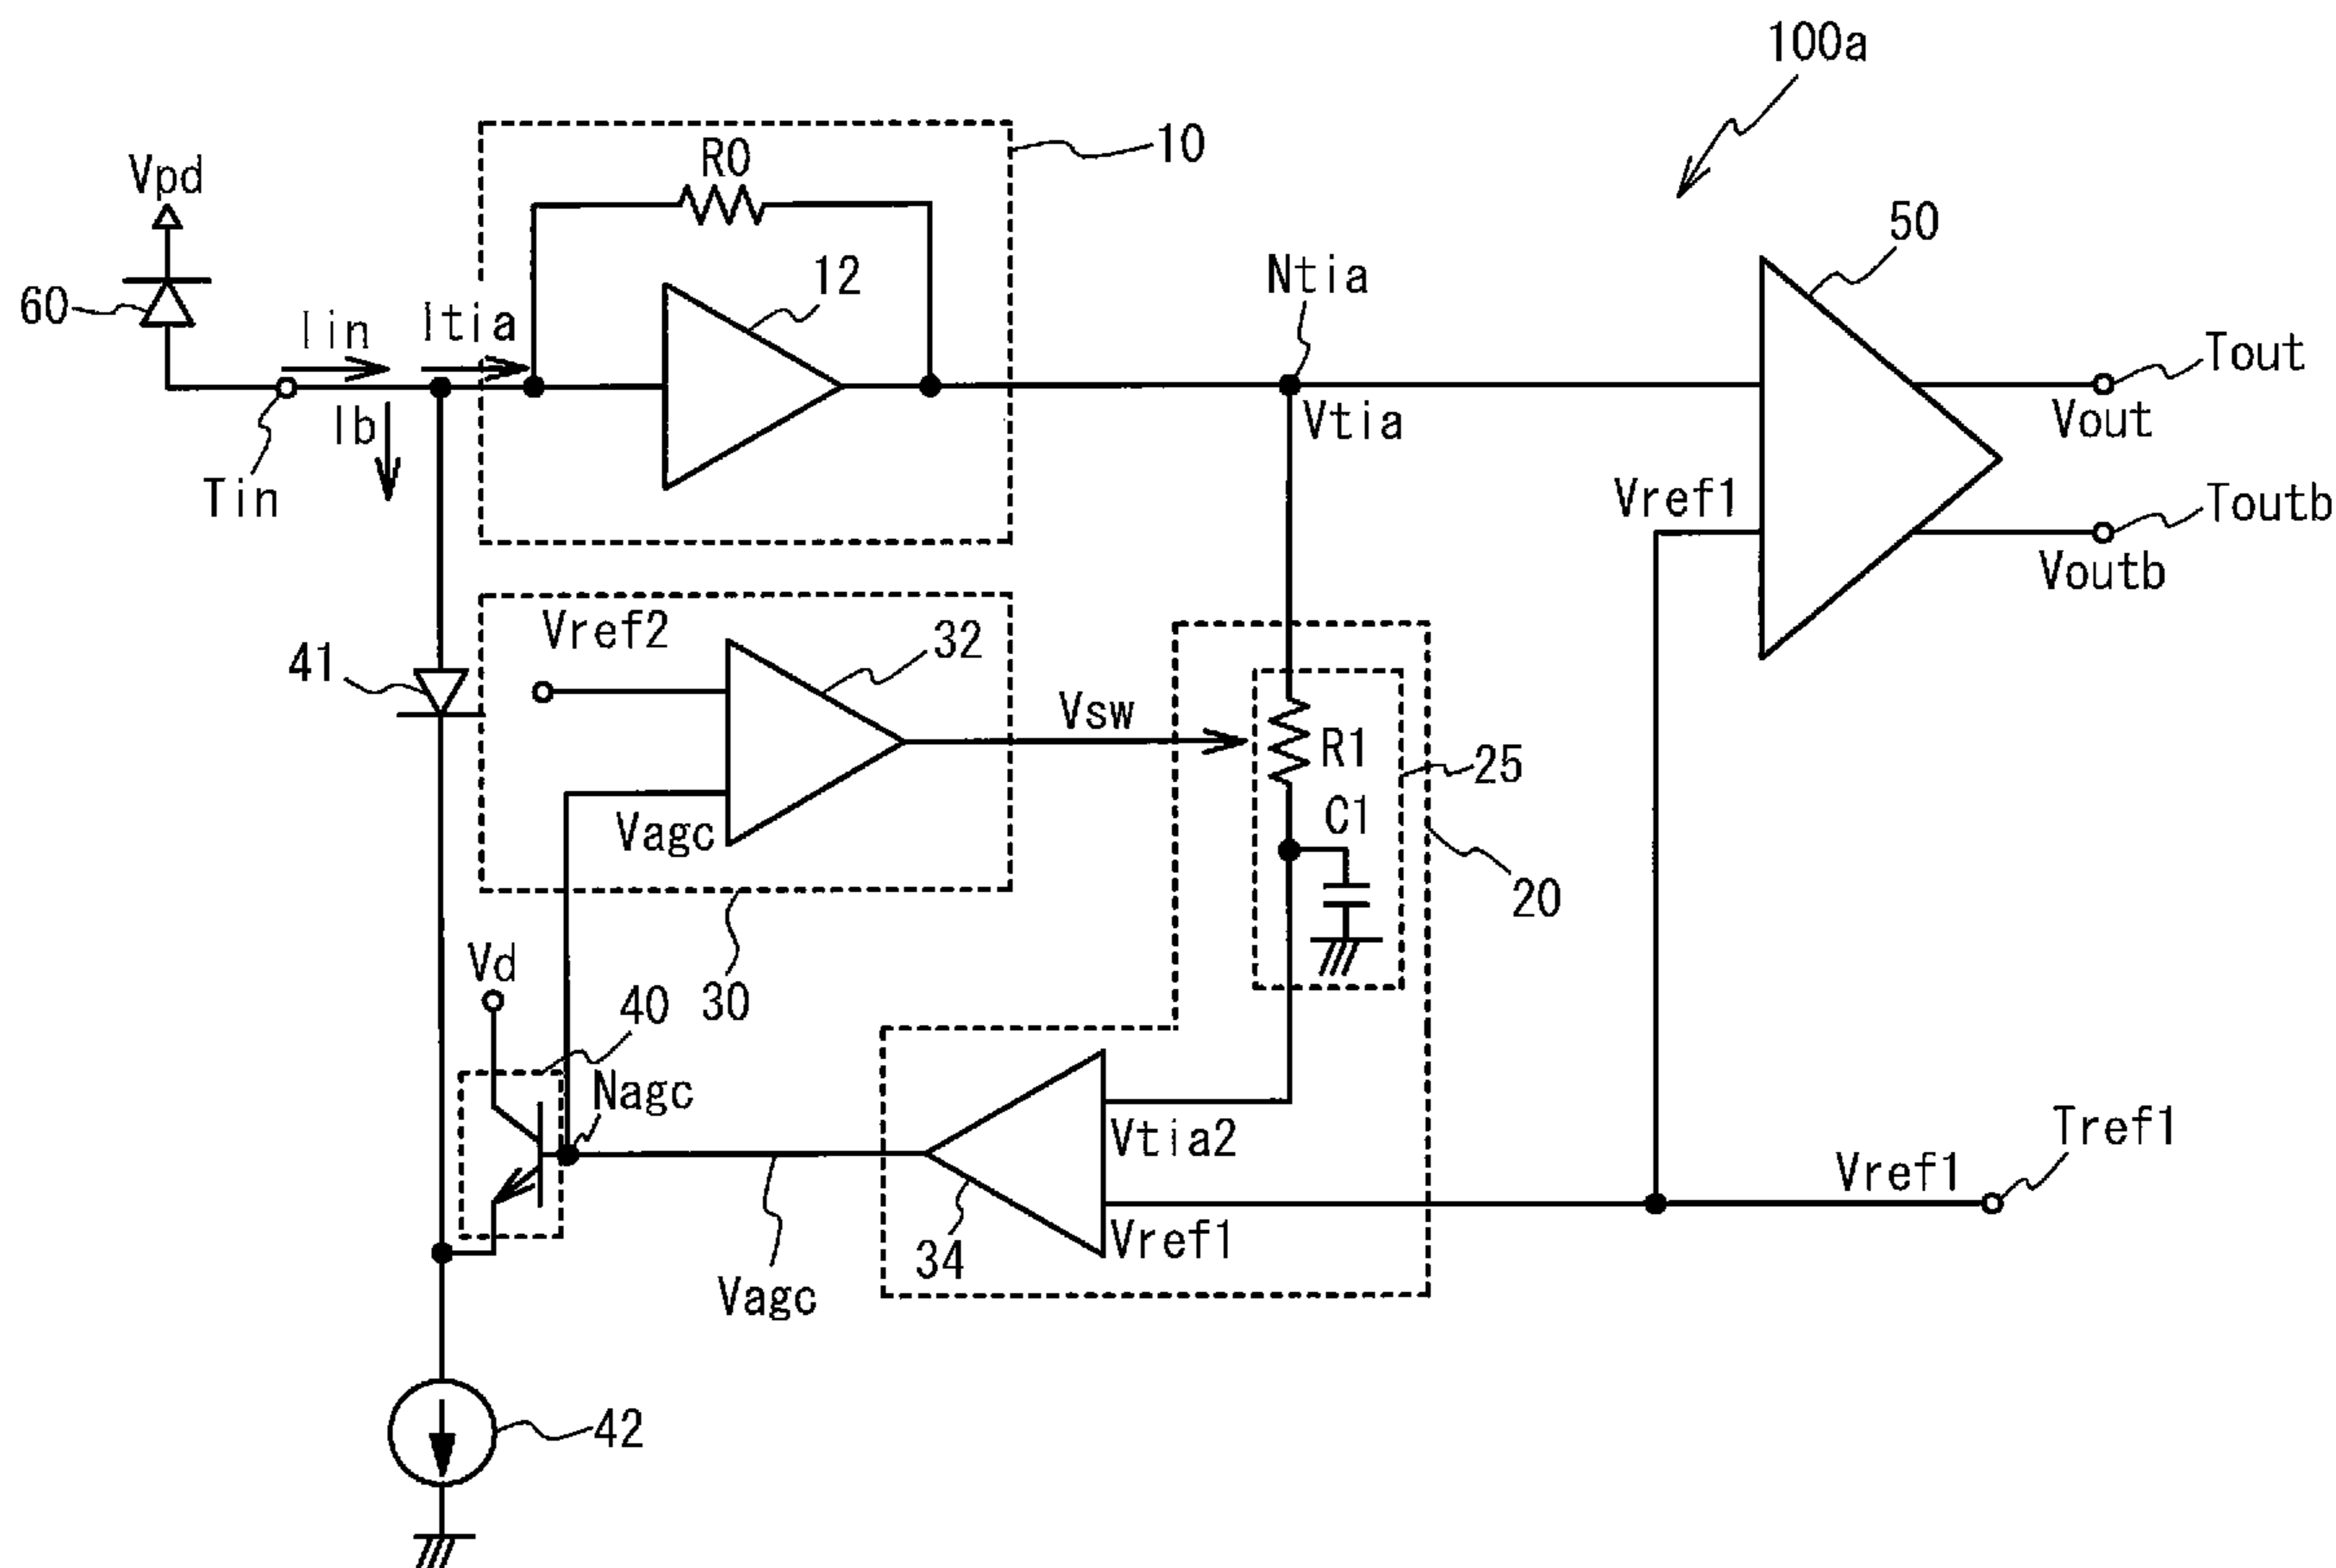 100a
Vpd
R0
10
60
Iin
Itia
12
Ntia
50
Tout
Vout
Ib
Tin
Vtia
Vref1
Toutb
Voutb
41
Vref2
32
Vsw
R1
25
Vagc
C1
20
Vd
40
30
Nagc
Vtia2
Vref1
Tref1
34
Vref1
Vagc
42